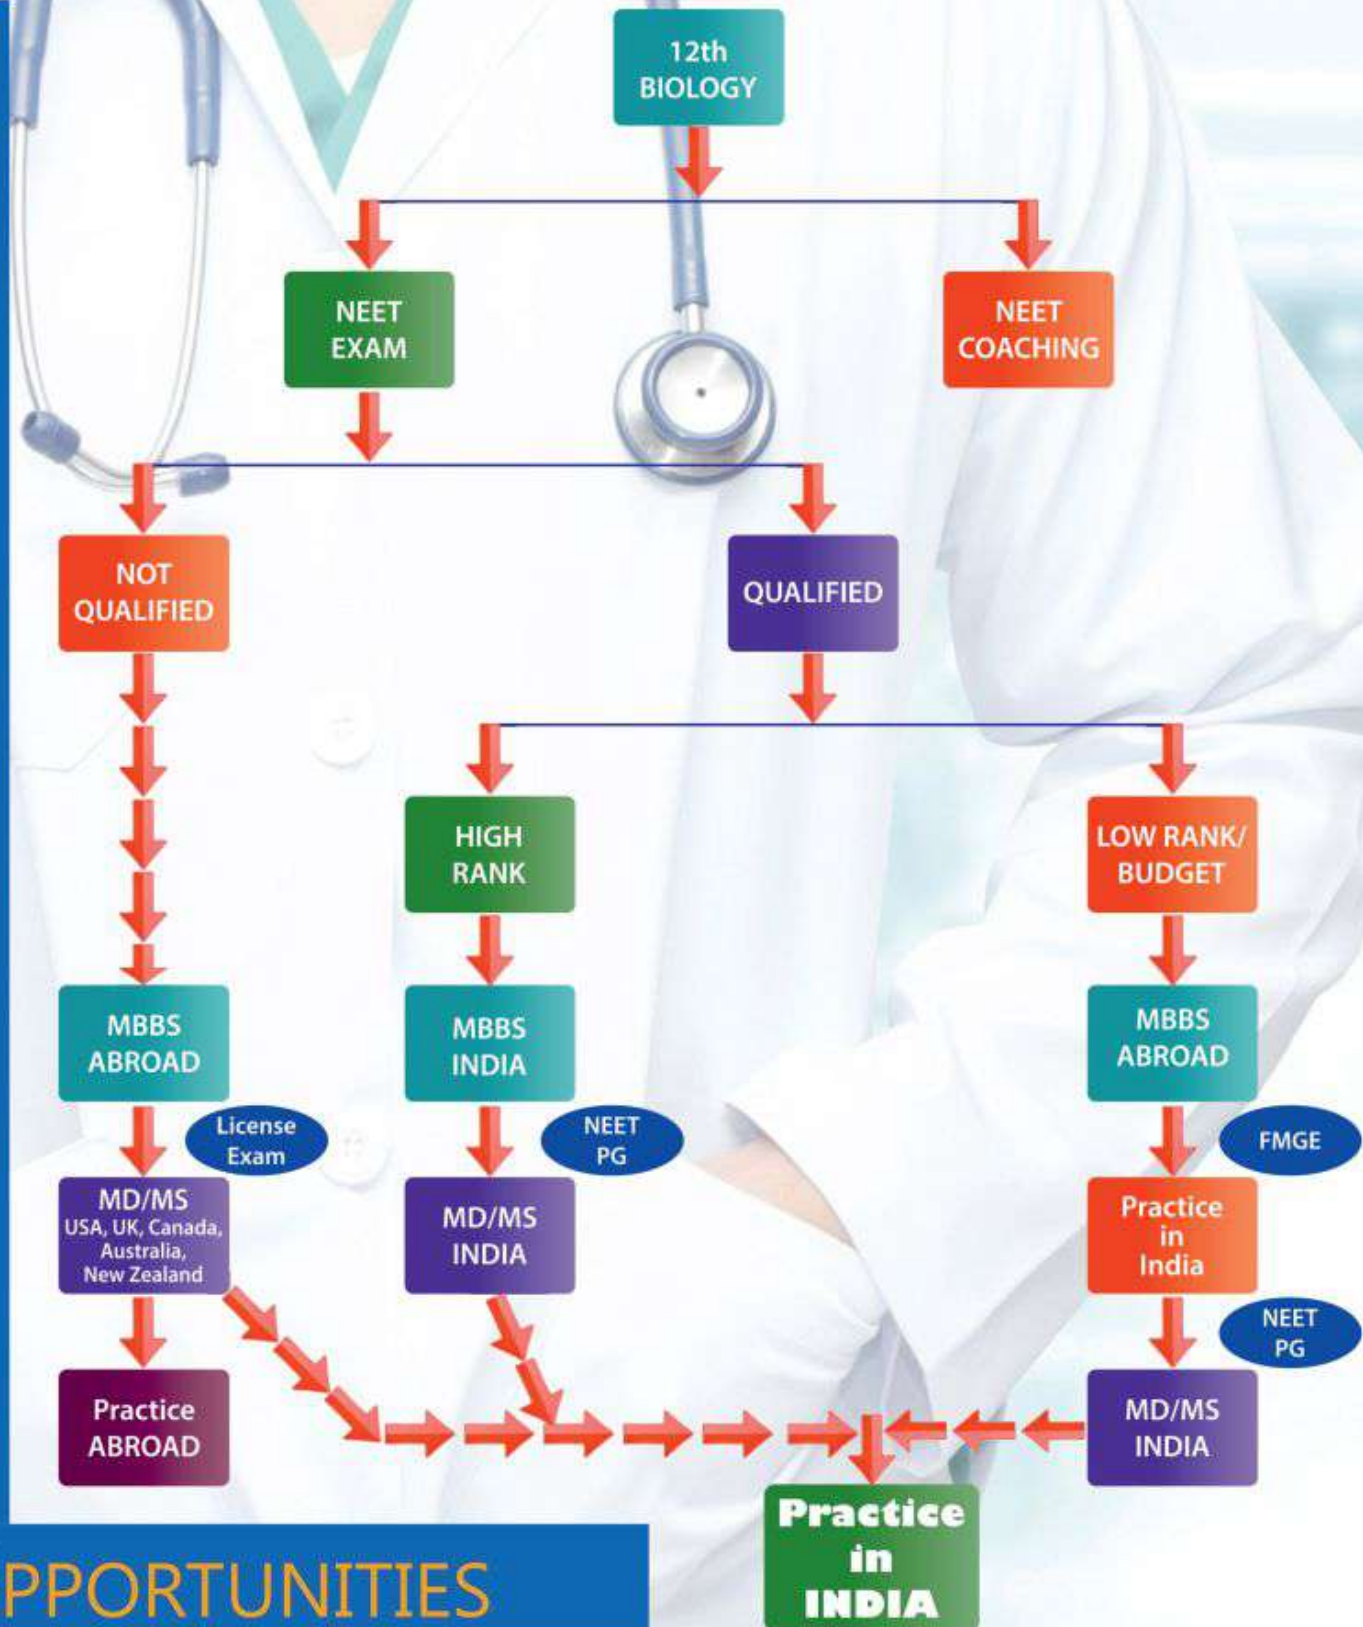 12th
BIOLOGY
NEET
EXAM
NEET
COACHING
NOT
QUALIFIED
QUALIFIED
HIGH
RANK
LOW RANK/
BUDGET
MBBS
ABROAD
MBBS
INDIA
MBBS
ABROAD
License
Exam
NEET
PG
FMGE
MD/MS
USA, UK, Canada,
Australia,
New Zealand
MD/MS
INDIA
Practice
in
India
NEET
PG
Practice
ABROAD
MD/MS
INDIA
Practice
in
INDIA
PPORTUNITIES